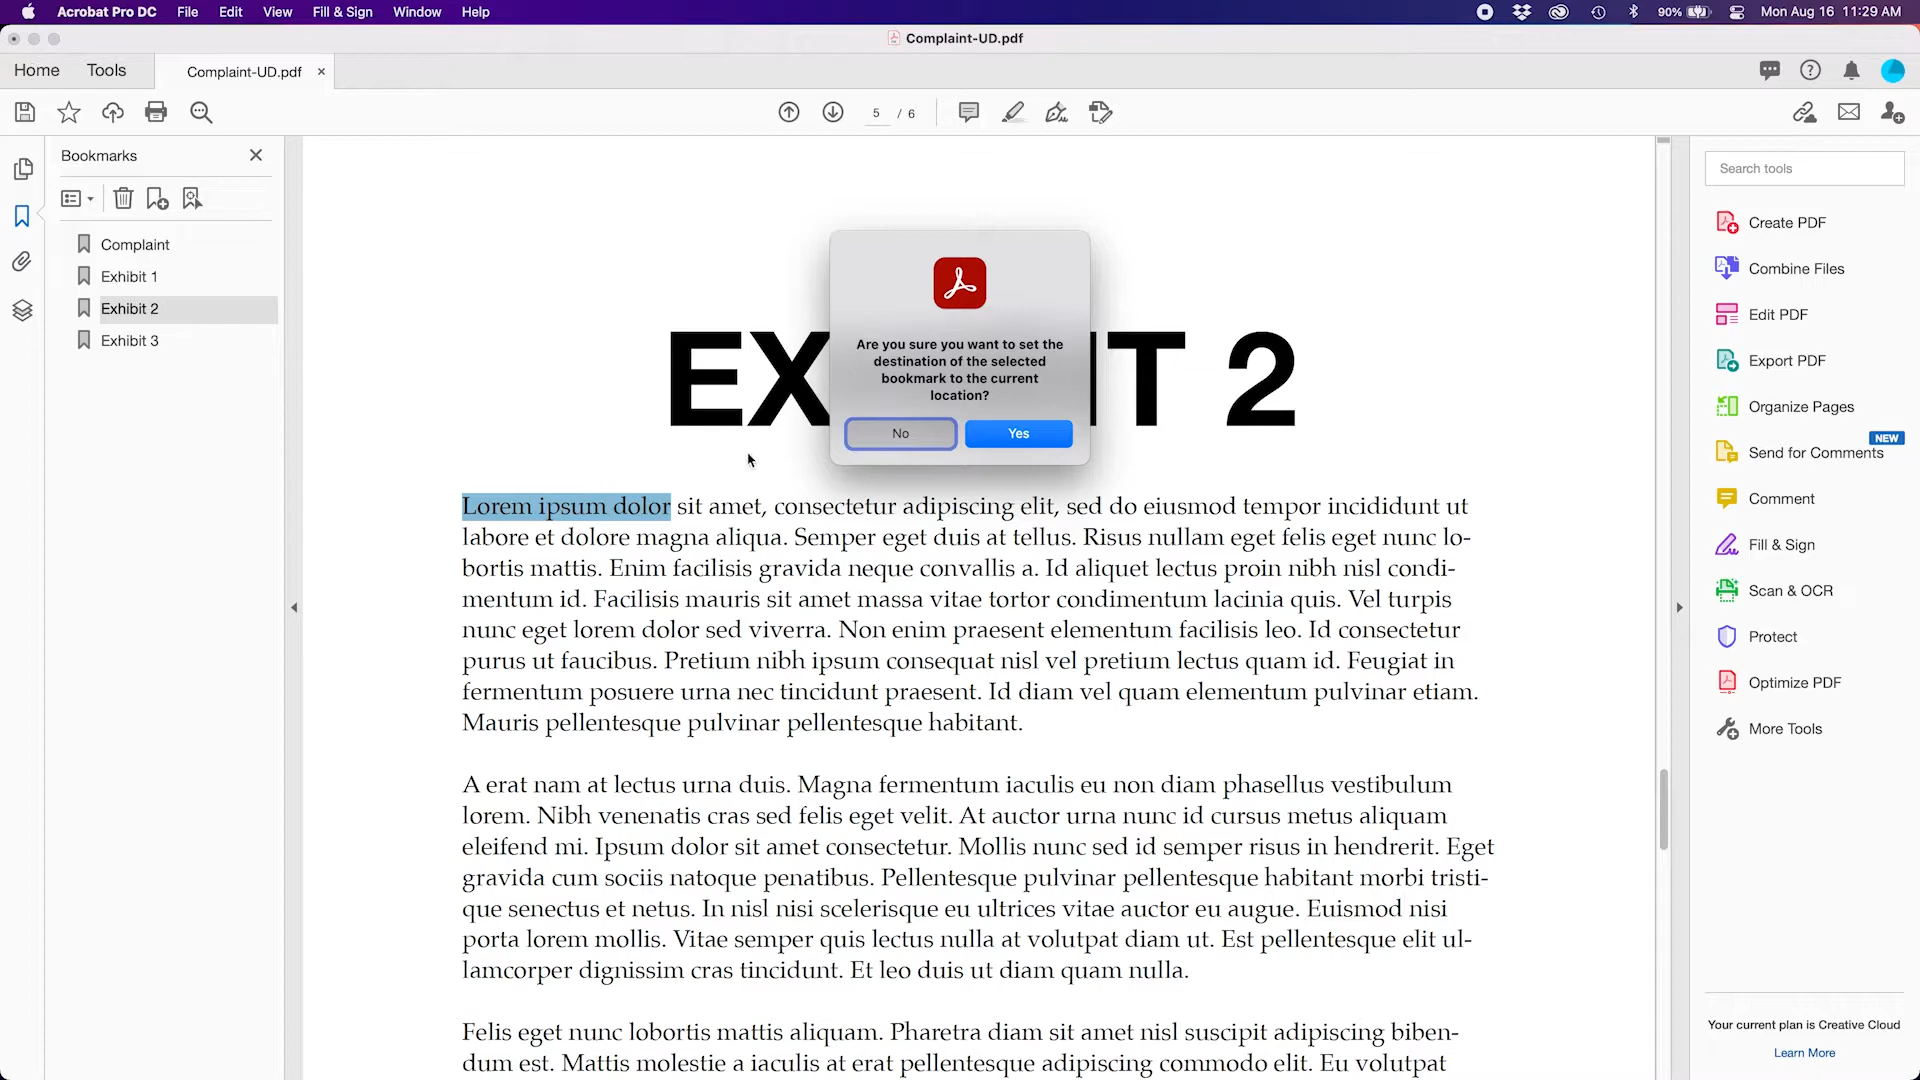 Acrobat Pro DC File Edit View Fill & Sign Window Help 90% Mon Aug 16 11:29 AM
Complaint-UD.pdf
Home Tools Complaint-UD.pdf ×
5 / 6
Bookmarks
Complaint
Exhibit 1
Exhibit 2
Exhibit 3
Are you sure you want to set the
destination of the selected
bookmark to the current
location?
No Yes
EX IT 2
Lorem ipsum dolor sit amet, consectetur adipiscing elit, sed do eiusmod tempor incididunt ut
labore et dolore magna aliqua. Semper eget duis at tellus. Risus nullam eget felis eget nunc lo-
bortis mattis. Enim facilisis gravida neque convallis a. Id aliquet lectus proin nibh nisl condi-
mentum id. Facilisis mauris sit amet massa vitae tortor condimentum lacinia quis. Vel turpis
nunc eget lorem dolor sed viverra. Non enim praesent elementum facilisis leo. Id consectetur
purus ut faucibus. Pretium nibh ipsum consequat nisl vel pretium lectus quam id. Feugiat in
fermentum posuere urna nec tincidunt praesent. Id diam vel quam elementum pulvinar etiam.
Mauris pellentesque pulvinar pellentesque habitant.
A erat nam at lectus urna duis. Magna fermentum iaculis eu non diam phasellus vestibulum
lorem. Nibh venenatis cras sed felis eget velit. At auctor urna nunc id cursus metus aliquam
eleifend mi. Ipsum dolor sit amet consectetur. Mollis nunc sed id semper risus in hendrerit. Eget
gravida cum sociis natoque penatibus. Pellentesque pulvinar pellentesque habitant morbi tristi-
que senectus et netus. In nisl nisi scelerisque eu ultrices vitae auctor eu augue. Euismod nisi
porta lorem mollis. Vitae semper quis lectus nulla at volutpat diam ut. Est pellentesque elit ul-
lamcorper dignissim cras tincidunt. Et leo duis ut diam quam nulla.
Felis eget nunc lobortis mattis aliquam. Pharetra diam sit amet nisl suscipit adipiscing biben-
dum est. Mattis molestie a iaculis at erat pellentesque adipiscing commodo elit. Eu volutpat
Search tools
Create PDF
Combine Files
Edit PDF
Export PDF
Organize Pages
NEW
Send for Comments
Comment
Fill & Sign
Scan & OCR
Protect
Optimize PDF
More Tools
Your current plan is Creative Cloud
Learn More